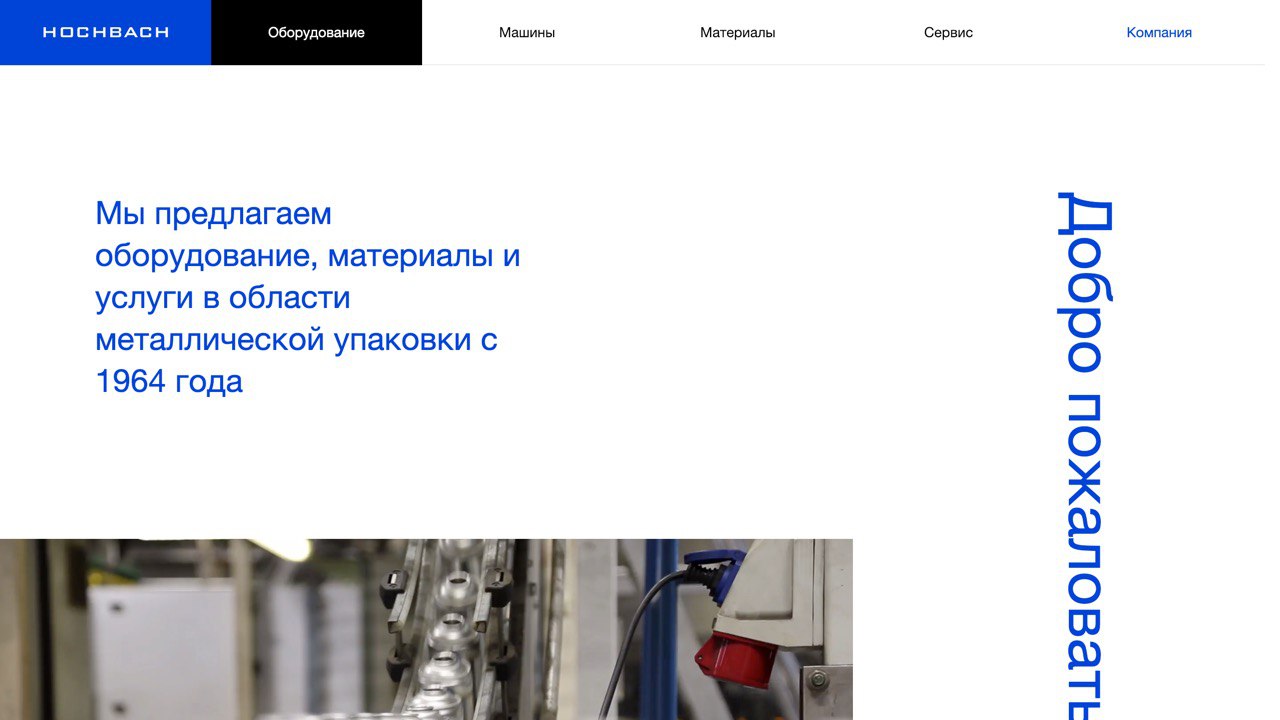 HOCHBACH
Оборудование
Машины
Материалы
Сервис
Компания
Мы предлагаем
оборудование, материалы и
услуги в области
металлической упаковки с
1964 года
Добро пожаловать